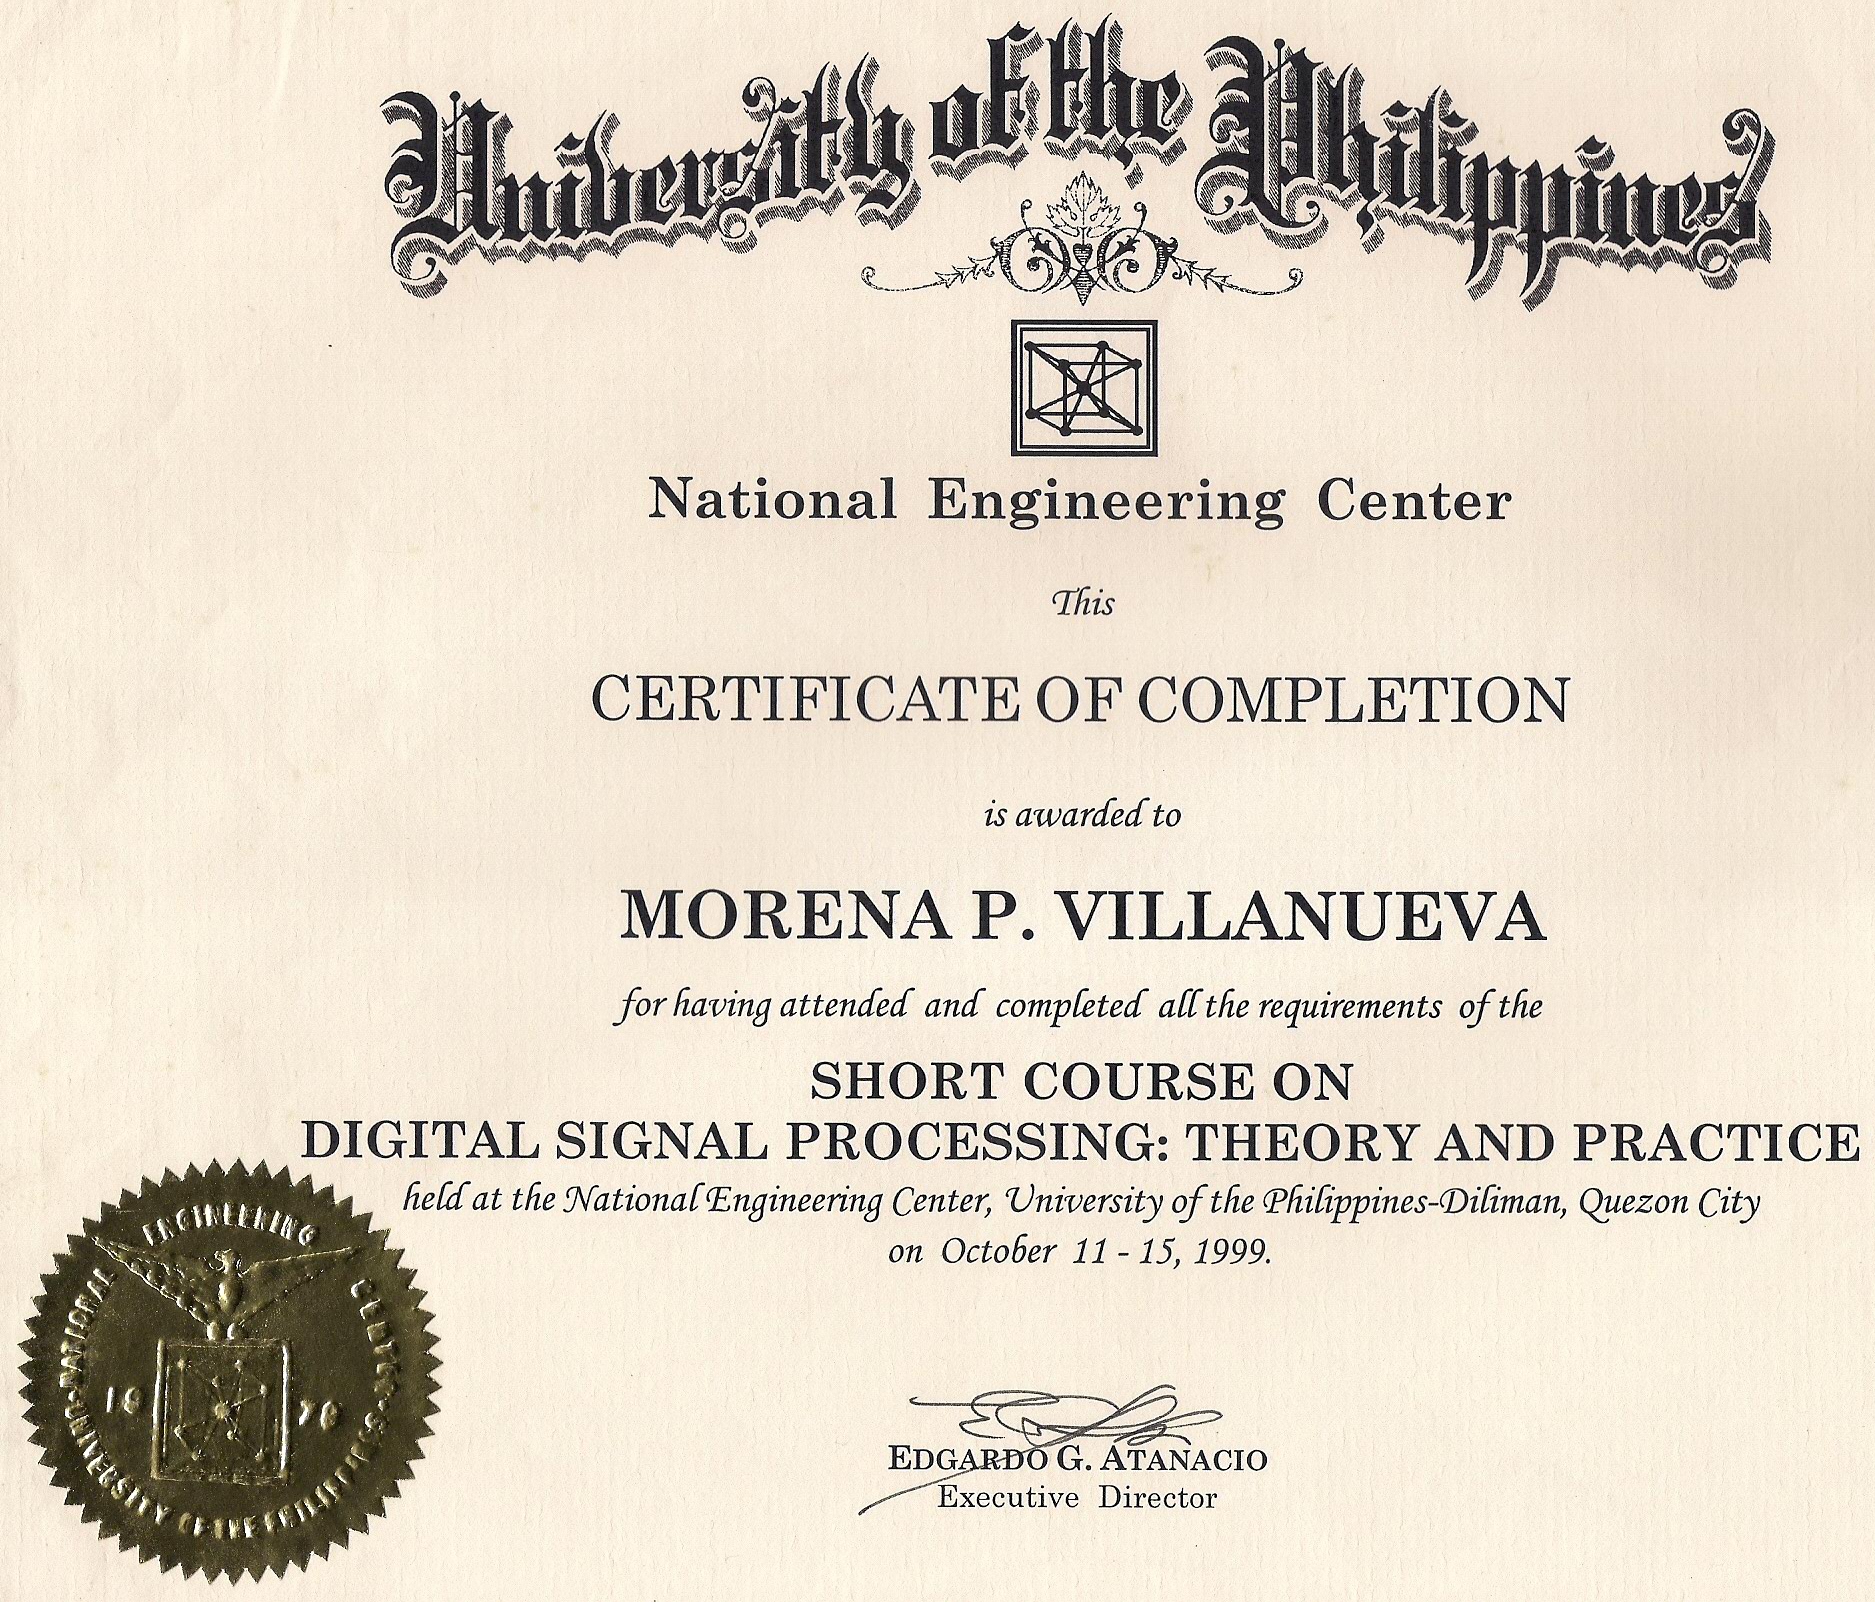 University of the Philippines
National Engineering Center
This
CERTIFICATE OF COMPLETION
is awarded to
MORENA P. VILLANUEVA
for having attended and completed all the requirements of the
SHORT COURSE ON
DIGITAL SIGNAL PROCESSING: THEORY AND PRACTICE
held at the National Engineering Center, University of the Philippines-Diliman, Quezon City
on October 11 - 15, 1999.
NATIONAL ENGINEERING CENTER
UNIVERSITY OF THE PHILIPPINES
EDGARDO G. ATANACIO
Executive Director